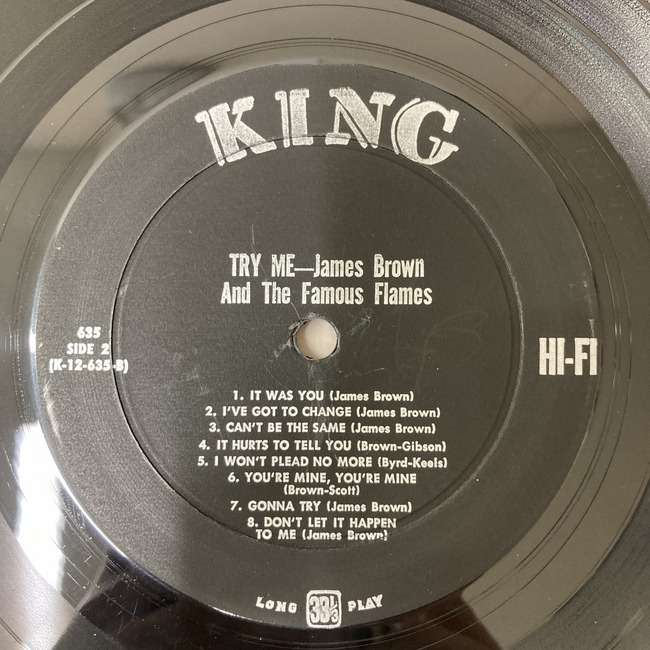 KING
TRY ME—James Brown
And The Famous Flames
635
SIDE 2
(K-12-635-B)
HI-FI
1. IT WAS YOU (James Brown)
2. I'VE GOT TO CHANGE (James Brown)
3. CAN'T BE THE SAME (James Brown)
4. IT HURTS TO TELL YOU (Brown-Gibson)
5. I WON'T PLEAD NO MORE (Byrd-Keels)
6. YOU'RE MINE, YOU'RE MINE
(Brown-Scott)
7. GONNA TRY (James Brown)
8. DON'T LET IT HAPPEN
TO ME (James Brown)
LONG 33⅓ PLAY